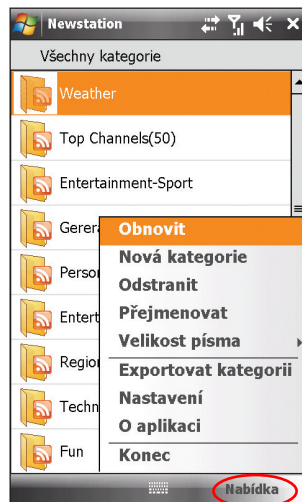 Newstation
Všechny kategorie
Weather
Top Channels(50)
Entertainment-Sport
Gerera
Obnovit
Nová kategorie
Odstranit
Přejmenovat
Velikost písma
Exportovat kategorii
Nastavení
O aplikaci
Konec
Fun
Nabídka